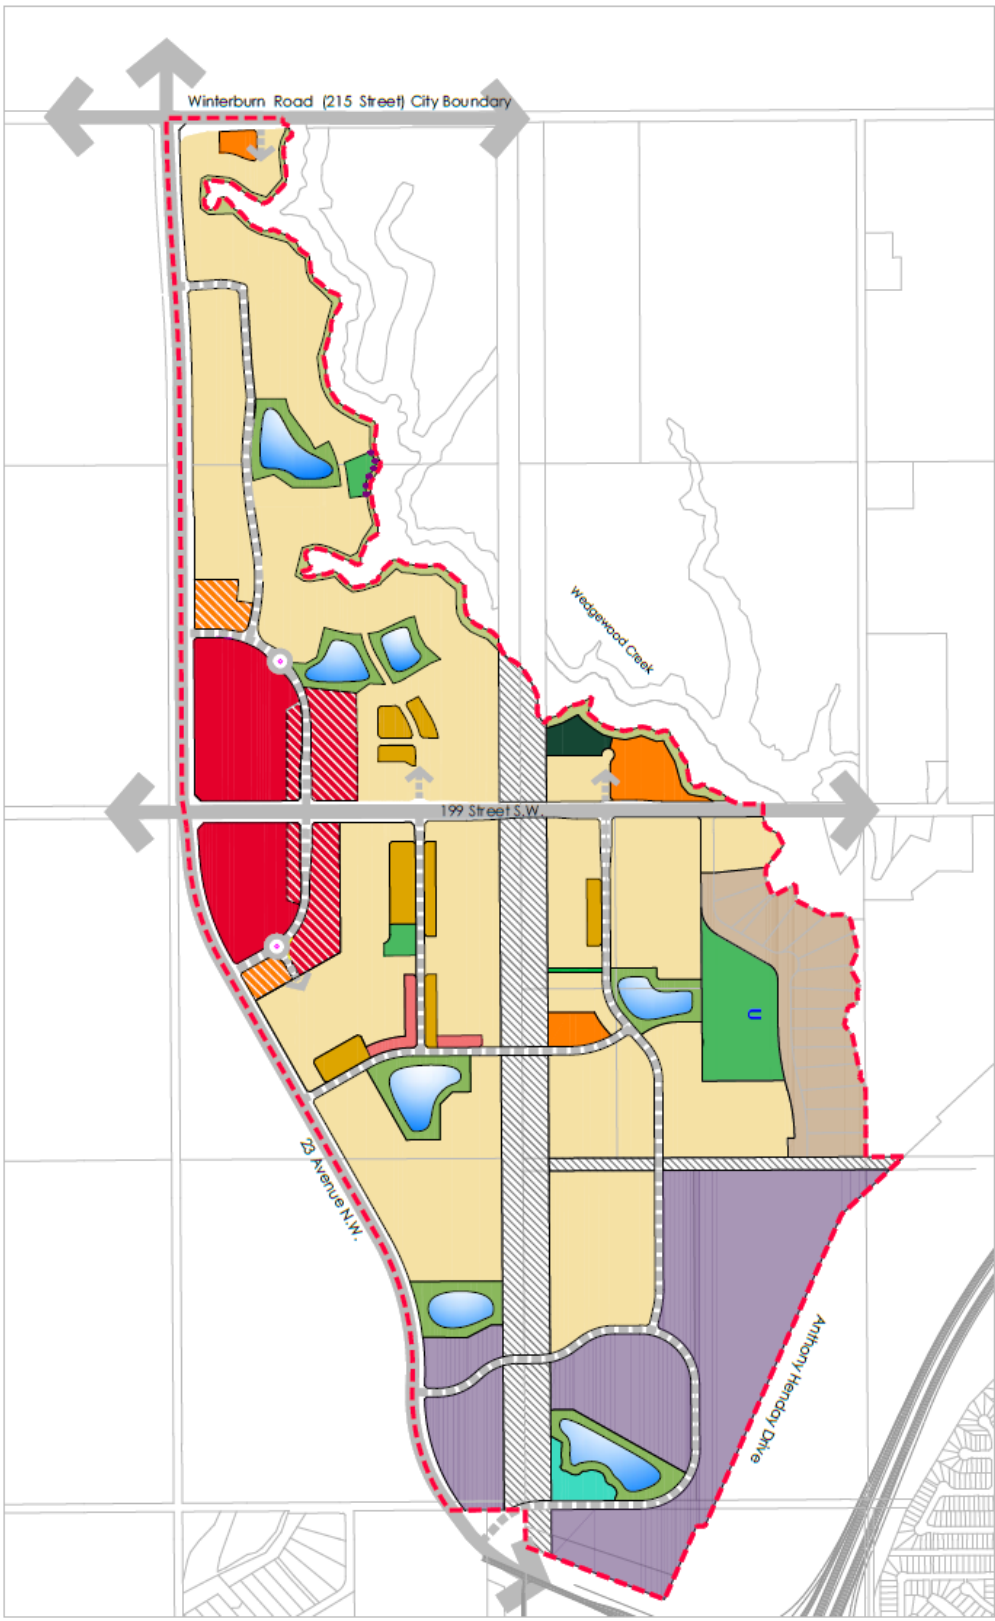 Winterburn Road (215 Street) City Boundary
Wedgewood Creek
199 Street S.W.
U
23 Avenue N.W.
Anthony Henday Drive